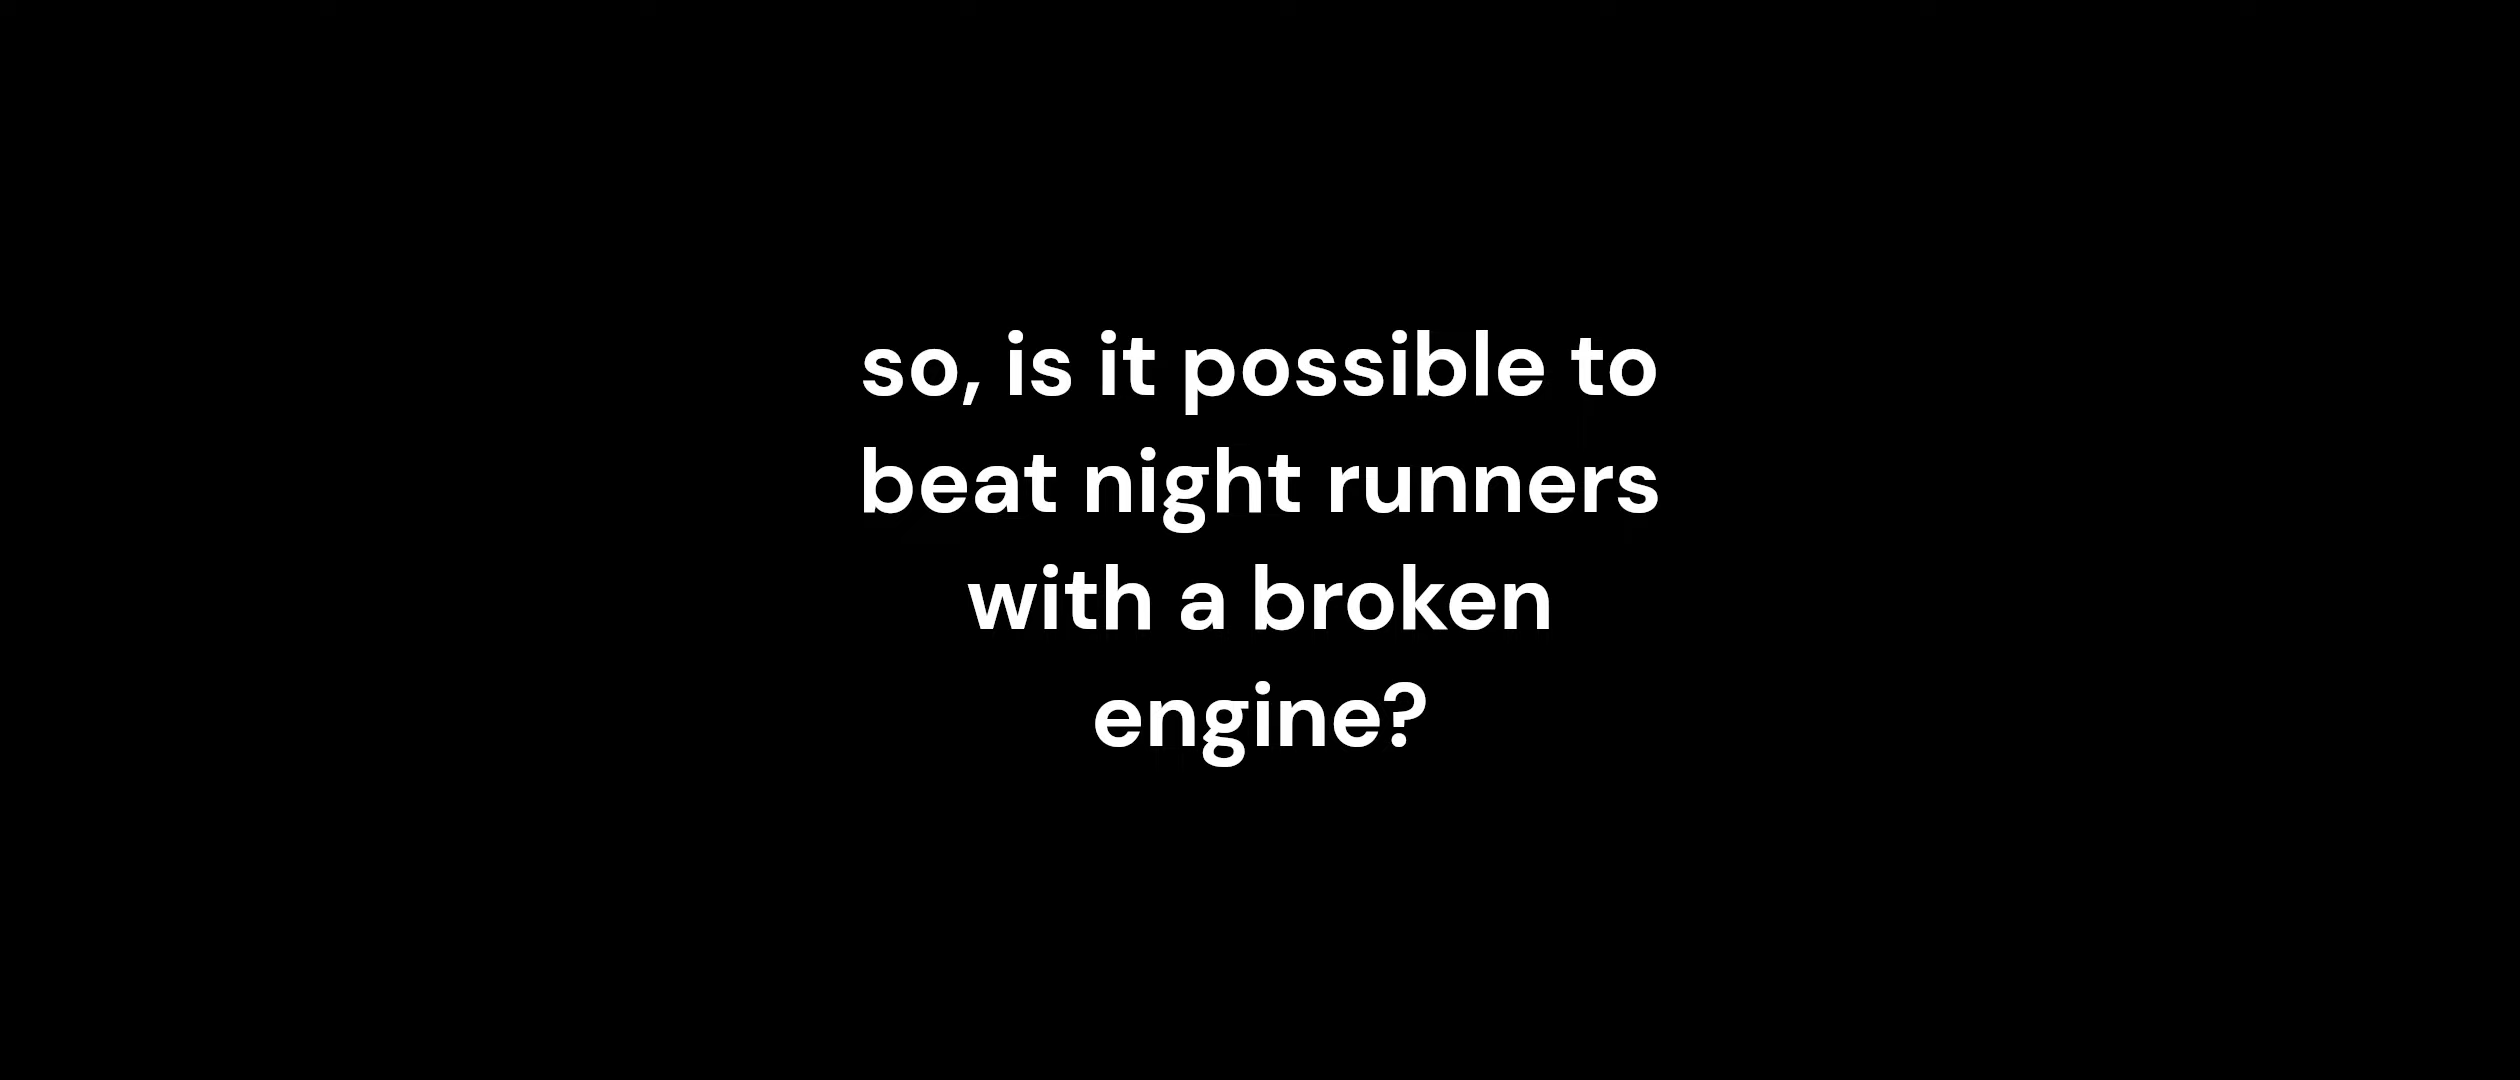 so, is it possible to
beat night runners
with a broken
engine?